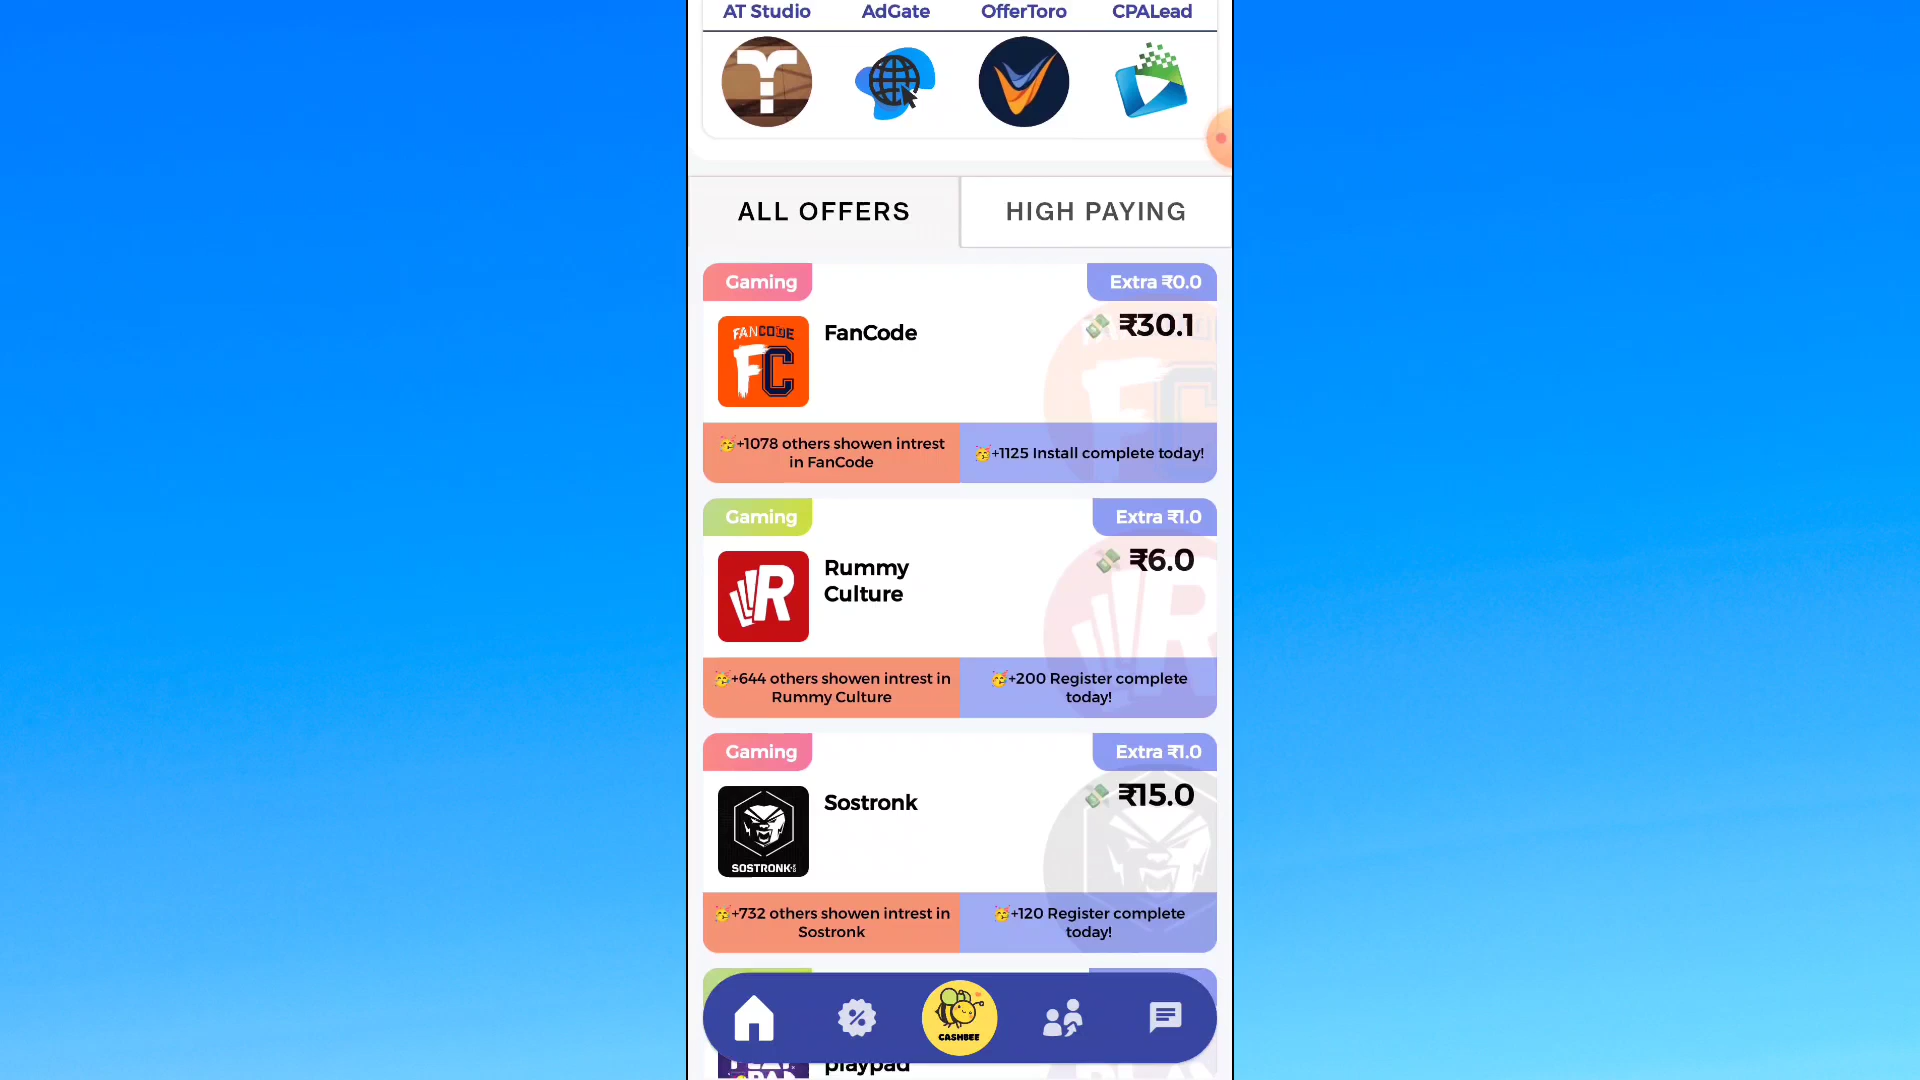 AT Studio AdGate OfferToro CPALead
ALL OFFERS HIGH PAYING
Gaming Extra ₹0.0
FANCODE
FC
FanCode ₹30.1
🥳+1078 others showen intrest
in FanCode
🥳+1125 Install complete today!
Gaming Extra ₹1.0
R
Rummy
Culture
₹6.0
🥳+644 others showen intrest in
Rummy Culture
🥳+200 Register complete
today!
Gaming Extra ₹1.0
SOSTRONK
Sostronk ₹15.0
🥳+732 others showen intrest in
Sostronk
🥳+120 Register complete
today!
CASHBEE
playpad